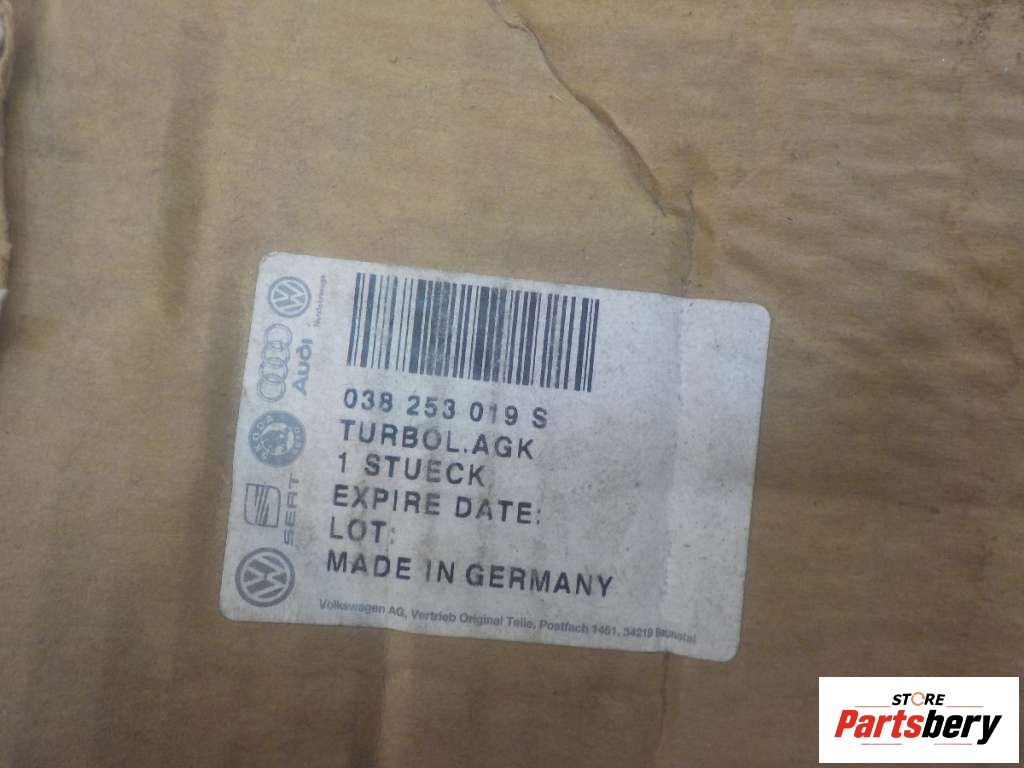 038 253 019 S
TURBOL.AGK
1 STUECK
EXPIRE DATE:
LOT:
MADE IN GERMANY
Volkswagen AG, Vertrieb Original Teile, Postfach 1461, 34219 Baunatal
Nutzfahrzeuge
Audi
SEAT
STORE
Partsbery